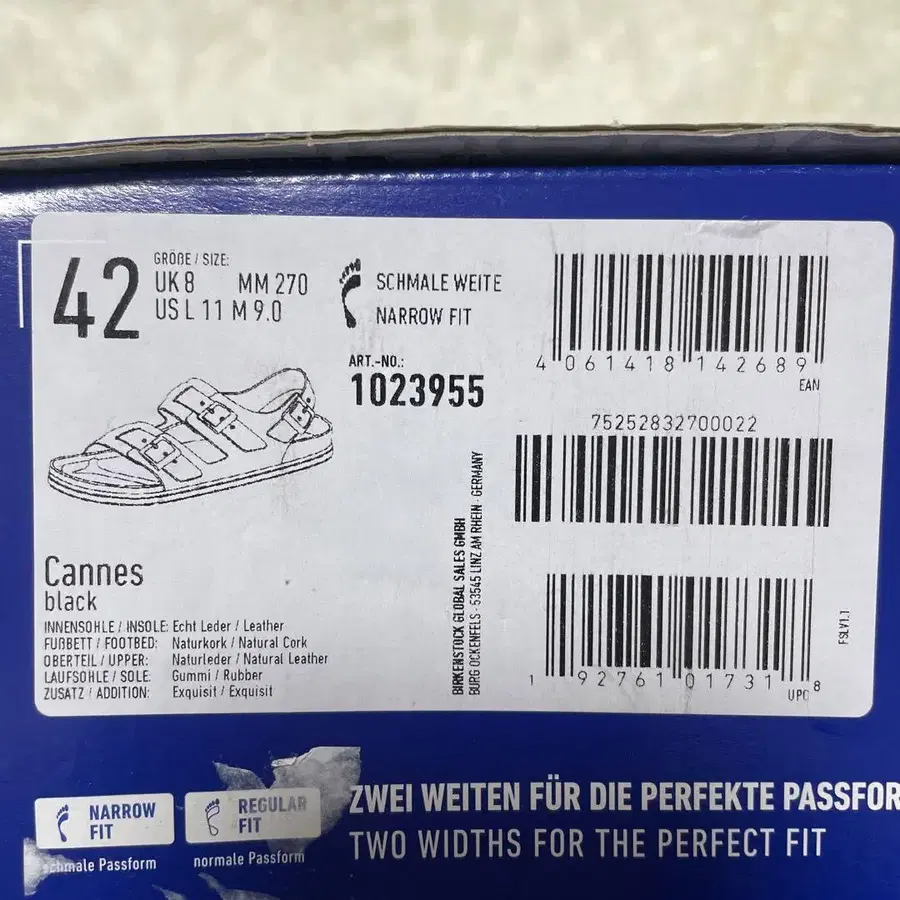 42
GRÖßE / SIZE:
UK 8 MM 270
US L 11 M 9.0
SCHMALE WEITE
NARROW FIT
ART.-NO.:
1023955
4 061418 142689
EAN
75252832700022
BIRKENSTOCK GLOBAL SALES GMBH
BURG OCKENFELS · 53545 LINZ AM RHEIN · GERMANY
Cannes
black
INNENSOHLE / INSOLE: Echt Leder / Leather
FUßBETT / FOOTBED: Naturkork / Natural Cork
OBERTEIL / UPPER: Naturleder / Natural Leather
LAUFSOHLE / SOLE: Gummi / Rubber
ZUSATZ / ADDITION: Exquisit / Exquisit
1 92761 01731 8
UPC
FSLV1.1
NARROW
FIT
schmale Passform
REGULAR
FIT
normale Passform
ZWEI WEITEN FÜR DIE PERFEKTE PASSFOR
TWO WIDTHS FOR THE PERFECT FIT